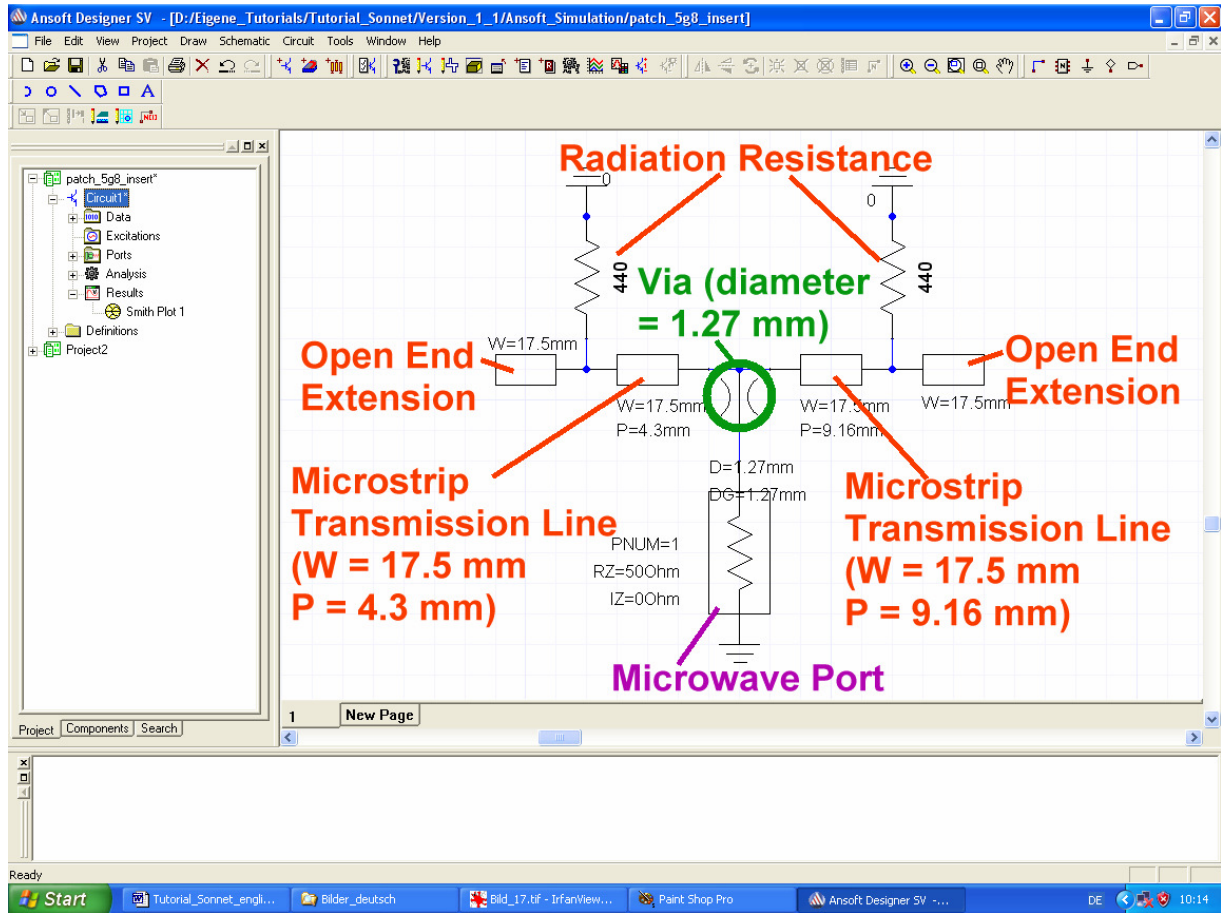 Ansoft Designer SV - [D:/Eigene_Tutorials/Tutorial_Sonnet/Version_1_1/Ansoft_Simulation/patch_5g8_insert]
File Edit View Project Draw Schematic Circuit Tools Window Help
patch_5g8_insert*
Circuit1*
Data
Excitations
Ports
Analysis
Results
Smith Plot 1
Definitions
Project2
Project Components Search
Radiation Resistance
0
0
440
440
Via (diameter
= 1.27 mm)
W=17.5mm
Open End
Extension
Open End
Extension
W=17.5mm
P=4.3mm
W=17.5mm
P=9.16mm
W=17.5mm
D=1.27mm
DG=1.27mm
Microstrip
Transmission Line
(W = 17.5 mm
P = 4.3 mm)
Microstrip
Transmission Line
(W = 17.5 mm
P = 9.16 mm)
PNUM=1
RZ=50Ohm
IZ=0Ohm
Microwave Port
1 New Page
Ready
Start Tutorial_Sonnet_engli... Bilder_deutsch Bild_17.tif - IrfanView... Paint Shop Pro Ansoft Designer SV -... DE 10:14